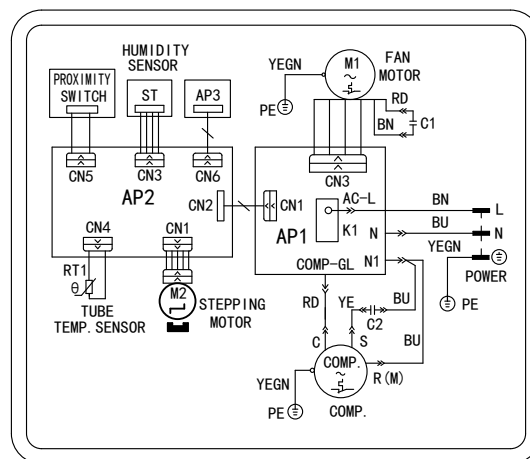 HUMIDITY
SENSOR
PROXIMITY
SWITCH
ST
AP3
CN5
CN3
CN6
AP2
CN2
CN1
CN4
CN1
RT1
θ
TUBE
TEMP. SENSOR
M2
STEPPING
MOTOR
YEGN
M1
FAN
MOTOR
PE
RD
BN
C1
CN3
AC-L
K1
AP1
N
COMP-GL
N1
BN
L
BU
N
YEGN
POWER
PE
RD
YE
BU
C2
BU
C
S
COMP.
R(M)
YEGN
PE
COMP.